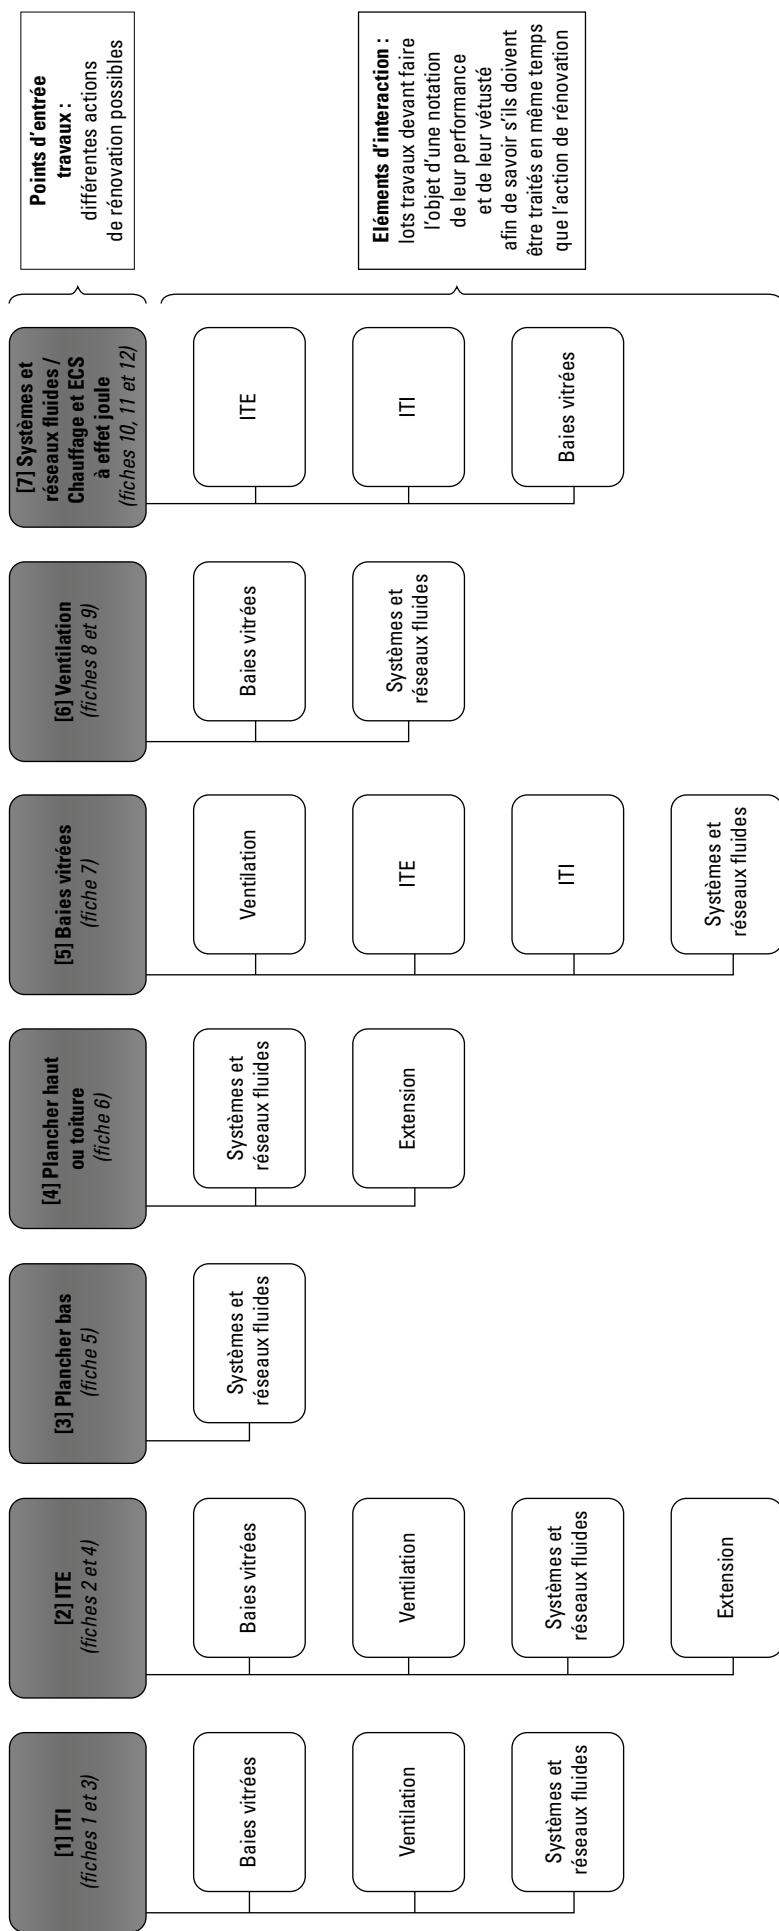 [1] ITI
(fiches 1 et 3)
Baies vitrées
Ventilation
Systèmes et
réseaux fluides
[2] ITE
(fiches 2 et 4)
Baies vitrées
Ventilation
Systèmes et
réseaux fluides
Extension
[3] Plancher bas
(fiche 5)
Systèmes et
réseaux fluides
[4] Plancher haut
ou toiture
(fiche 6)
Systèmes et
réseaux fluides
Extension
[5] Baies vitrées
(fiche 7)
Ventilation
ITE
ITI
Systèmes et
réseaux fluides
[6] Ventilation
(fiches 8 et 9)
Baies vitrées
Systèmes et
réseaux fluides
[7] Systèmes et
réseaux fluides /
Chauffage et ECS
à effet joule
(fiches 10, 11 et 12)
ITE
ITI
Baies vitrées
Points d'entrée
travaux :
différentes actions
de rénovation possibles
Eléments d'interaction :
lots travaux devant faire
l'objet d'une notation
de leur performance
et de leur vétusté
afin de savoir s'ils doivent
être traités en même temps
que l'action de rénovation